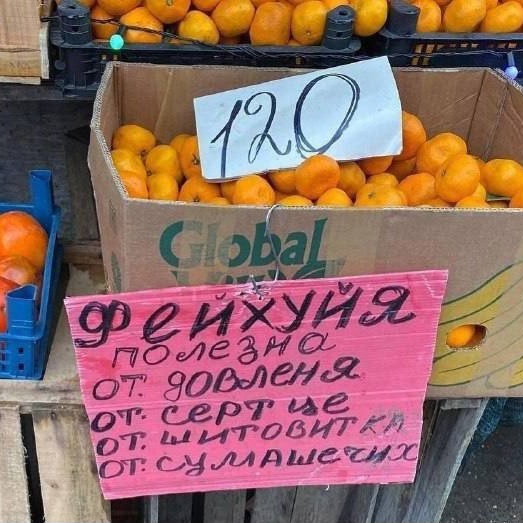 120
Global
ФЕЙХУЙЯ
ПОЛЕЗНА
ОТ. ДОВЛЕНЯ
ОТ. СЕРТЦЕ
ОТ. ШИТОВИТКА
ОТ. СУМАШЕЧИХ